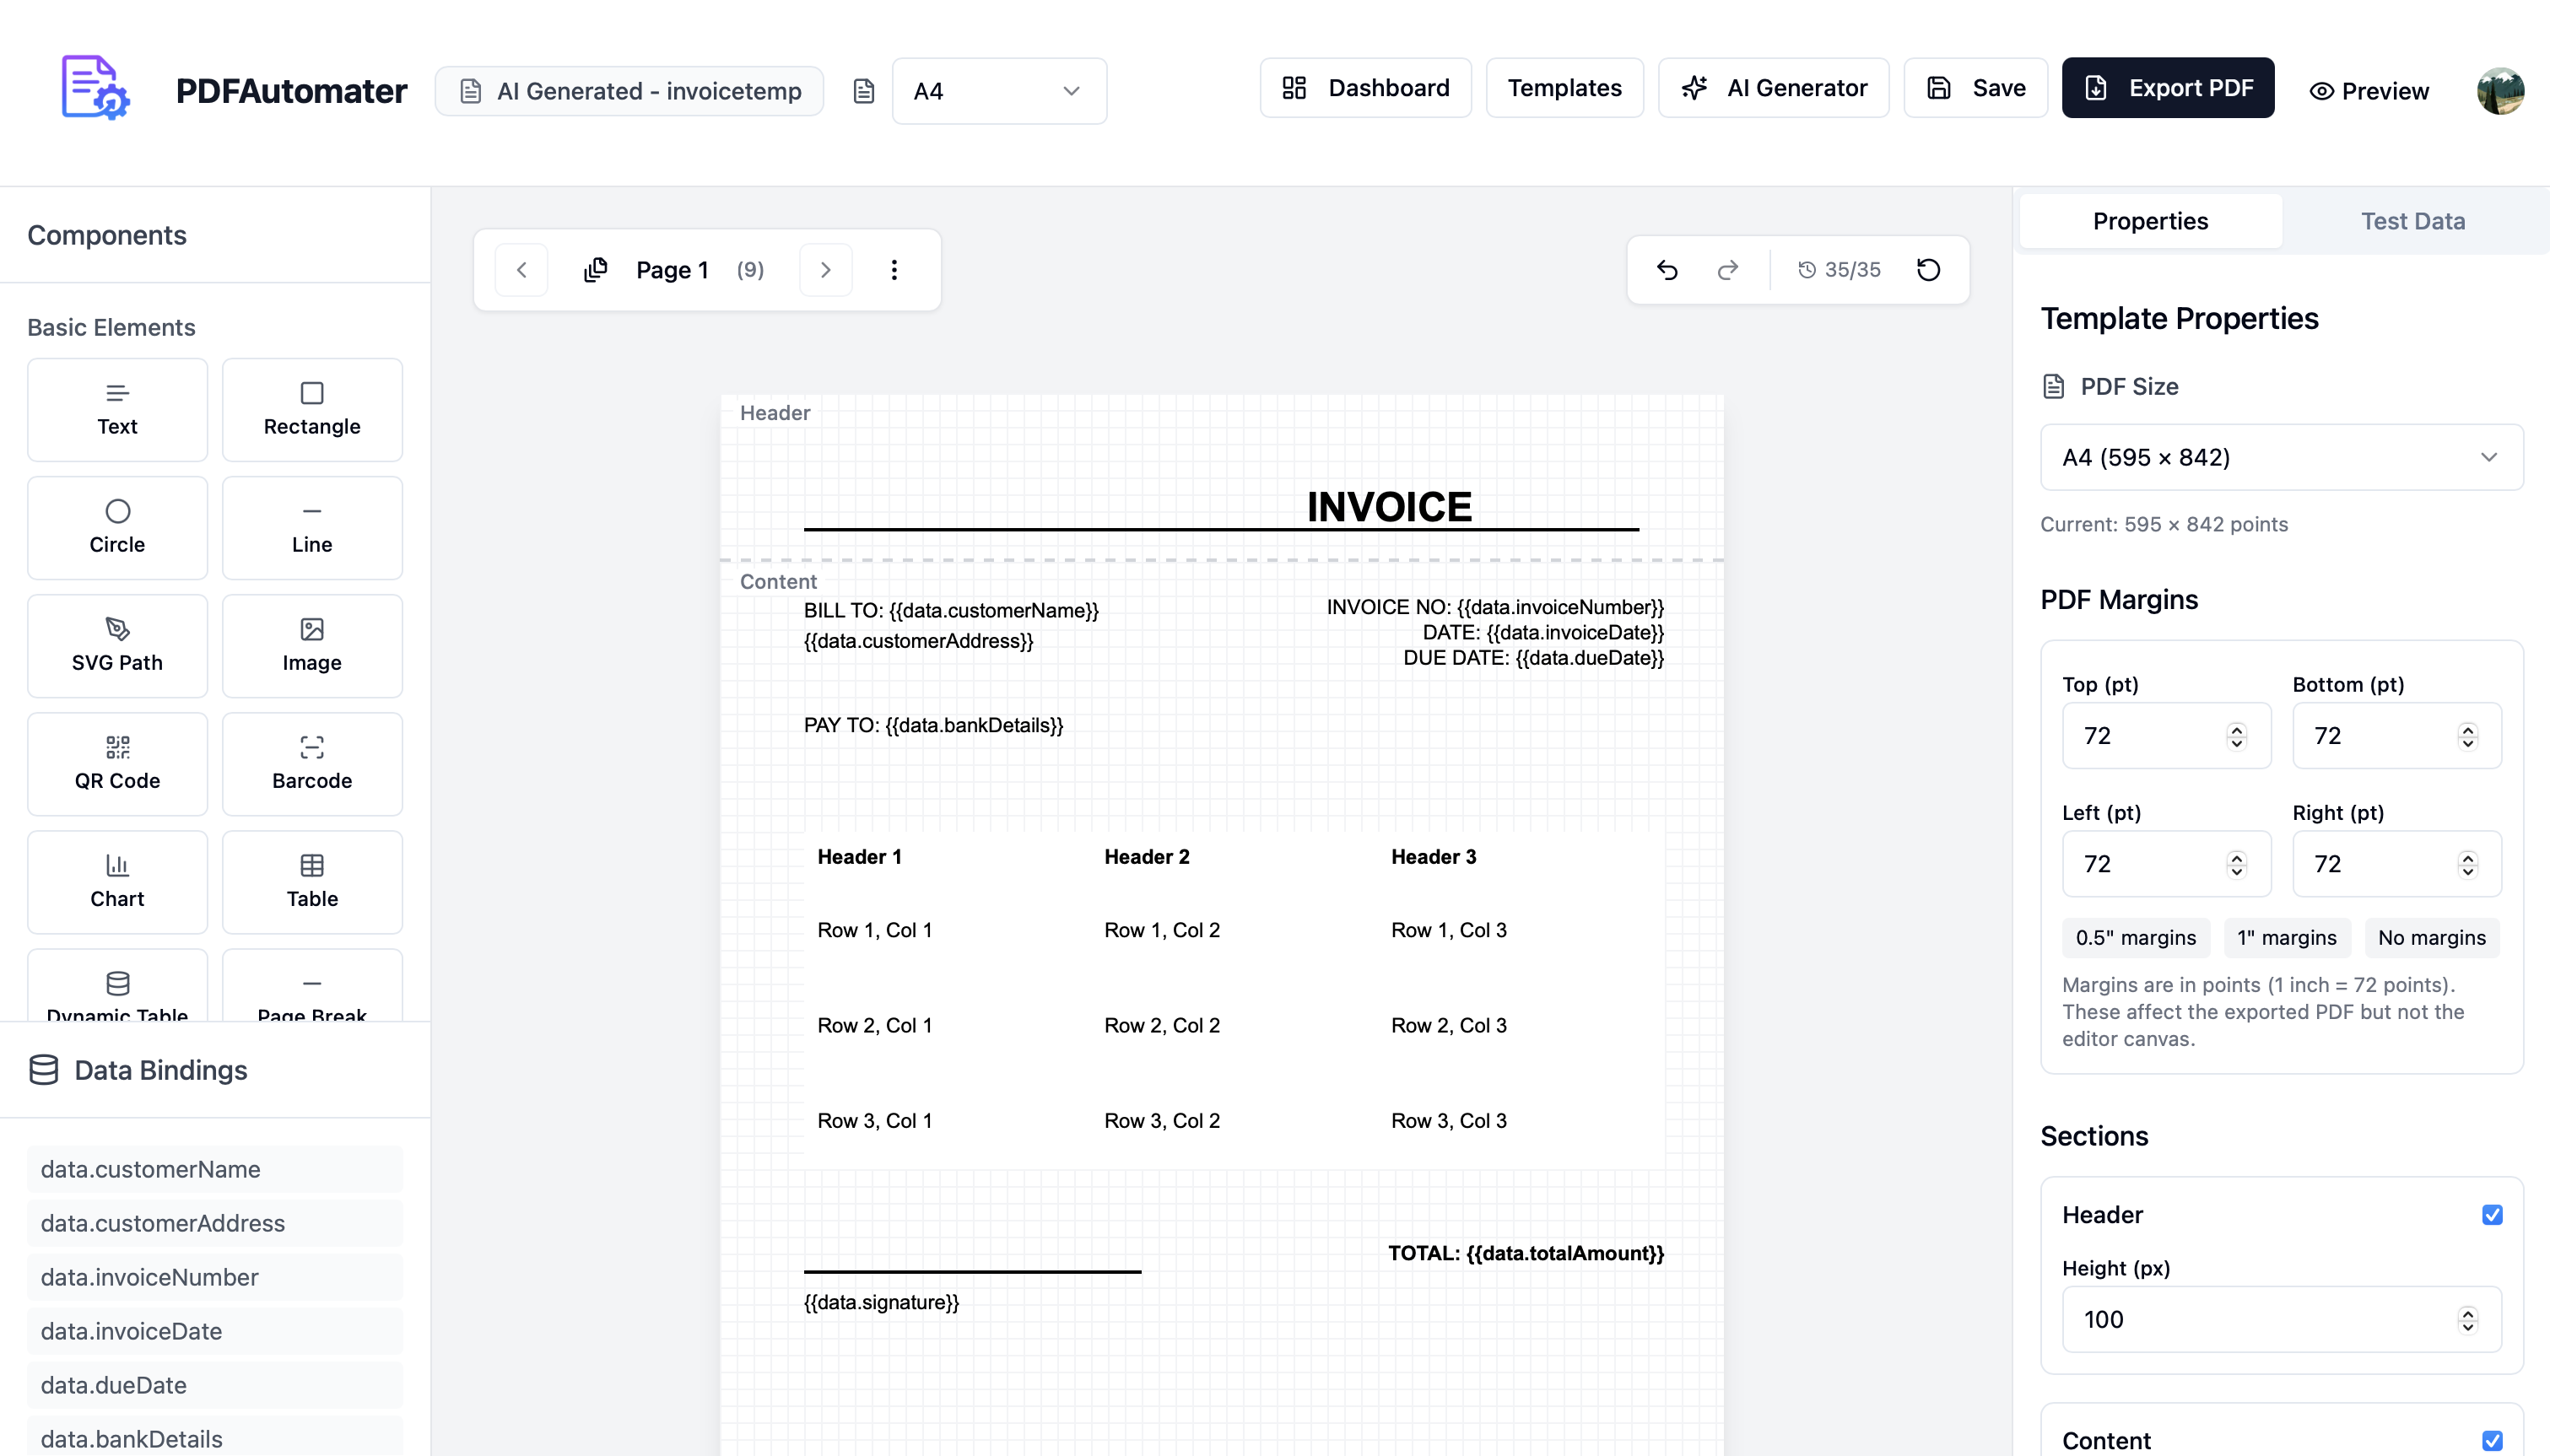 PDFAutomater
AI Generated - invoicetemp
A4
Dashboard
Templates
AI Generator
Save
Export PDF
Preview
Components
Basic Elements
Text
Rectangle
Circle
Line
SVG Path
Image
QR Code
Barcode
Chart
Table
Dynamic Table
Page Break
Data Bindings
data.customerName
data.customerAddress
data.invoiceNumber
data.invoiceDate
data.dueDate
data.bankDetails
Page 1 (9)
35/35
Header
INVOICE
Content
BILL TO: {{data.customerName}}
{{data.customerAddress}}
INVOICE NO: {{data.invoiceNumber}}
DATE: {{data.invoiceDate}}
DUE DATE: {{data.dueDate}}
PAY TO: {{data.bankDetails}}
Header 1 Header 2 Header 3
Row 1, Col 1 Row 1, Col 2 Row 1, Col 3
Row 2, Col 1 Row 2, Col 2 Row 2, Col 3
Row 3, Col 1 Row 3, Col 2 Row 3, Col 3
TOTAL: {{data.totalAmount}}
{{data.signature}}
Properties
Test Data
Template Properties
PDF Size
A4 (595 × 842)
Current: 595 × 842 points
PDF Margins
Top (pt) Bottom (pt)
72 72
Left (pt) Right (pt)
72 72
0.5" margins 1" margins No margins
Margins are in points (1 inch = 72 points).
These affect the exported PDF but not the
editor canvas.
Sections
Header
Height (px)
100
Content